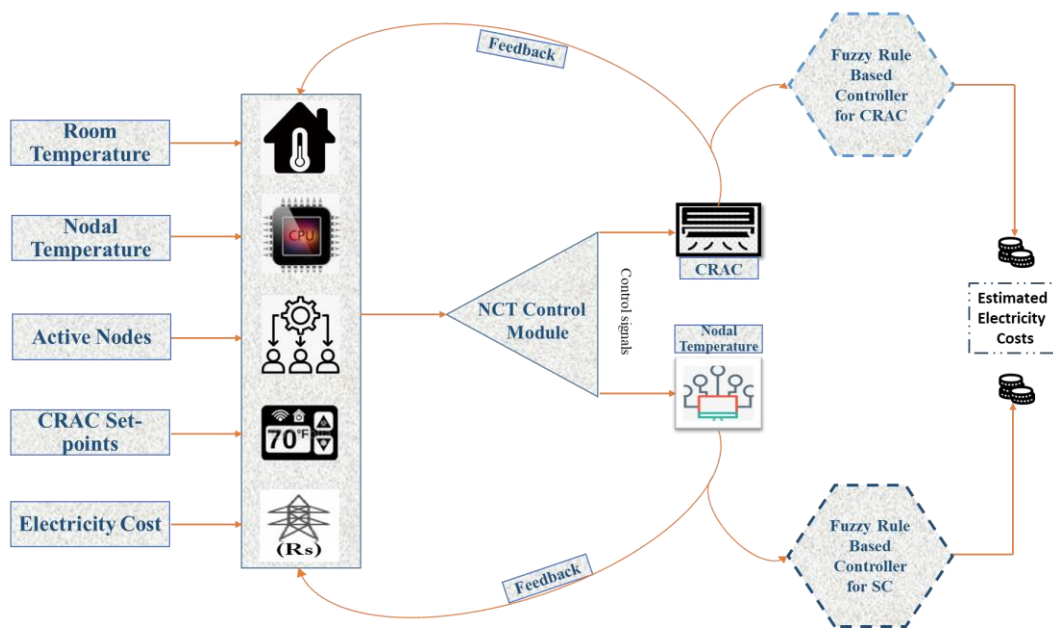 Room
Temperature
Nodal
Temperature
Active Nodes
CRAC Set-
points
Electricity Cost
CPU
70°F
(Rs)
Feedback
NCT Control
Module
Control signals
CRAC
Nodal
Temperature
Feedback
Fuzzy Rule
Based
Controller
for CRAC
Estimated
Electricity
Costs
Fuzzy Rule
Based
Controller
for SC